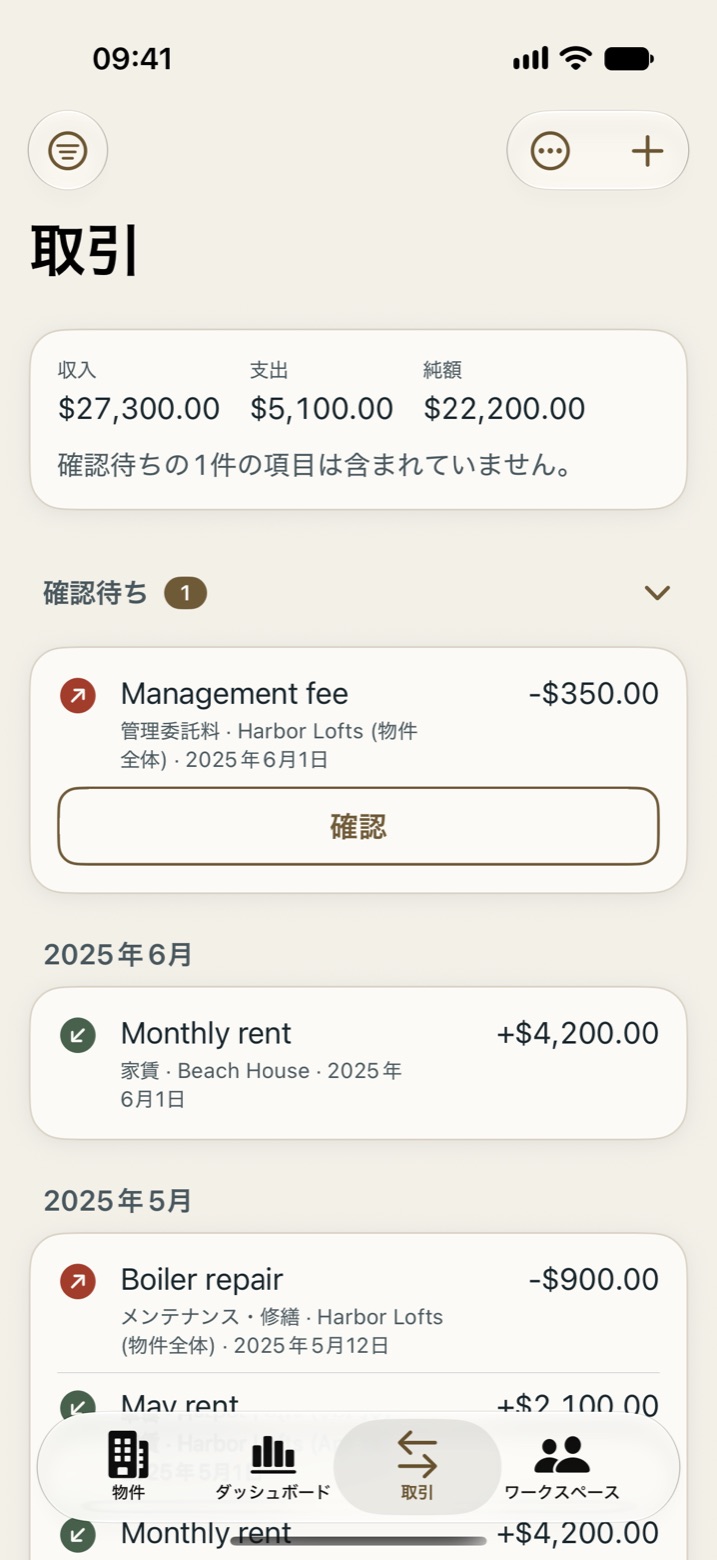 09:41
取引
収入 支出 純額
$27,300.00 $5,100.00 $22,200.00
確認待ちの1件の項目は含まれていません。
確認待ち 1
Management fee -$350.00
管理委託料 · Harbor Lofts (物件
全体) · 2025年6月1日
確認
2025年6月
Monthly rent +$4,200.00
家賃 · Beach House · 2025年
6月1日
2025年5月
Boiler repair -$900.00
メンテナンス・修繕 · Harbor Lofts
(物件全体) · 2025年5月12日
May rent +$2,100.00
物件 ダッシュボード 取引 ワークスペース
Monthly rent +$4,200.00